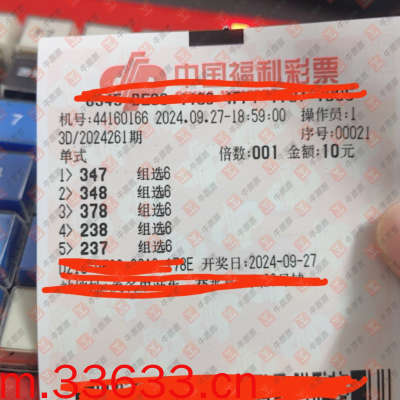 中国福利彩票
机号:44160166 2024.09.27-18:59:00 操作员:1
3D/2024261期 序号:00021
单式 倍数:001 金额:10元
1> 347 组选6
2> 348 组选6
3> 378 组选6
4> 238 组选6
5> 237 组选6
178E 开奖日:2024-09-27
m.33633.cn